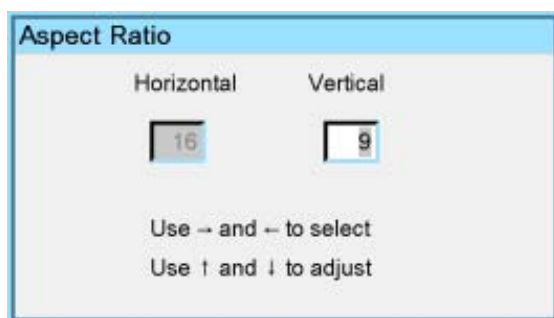 Aspect Ratio
Horizontal Vertical
16 9
Use → and ← to select
Use ↑ and ↓ to adjust